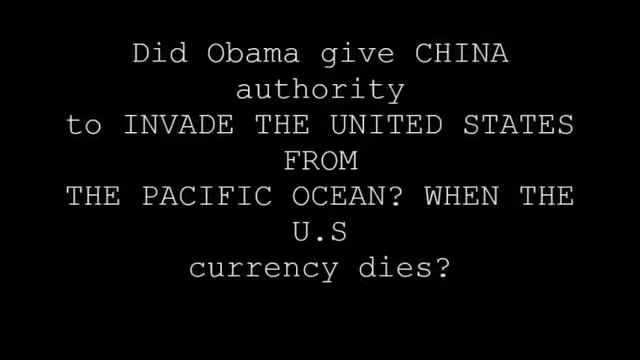 Did Obama give CHINA
authority
to INVADE THE UNITED STATES
FROM
THE PACIFIC OCEAN? WHEN THE
U.S
currency dies?